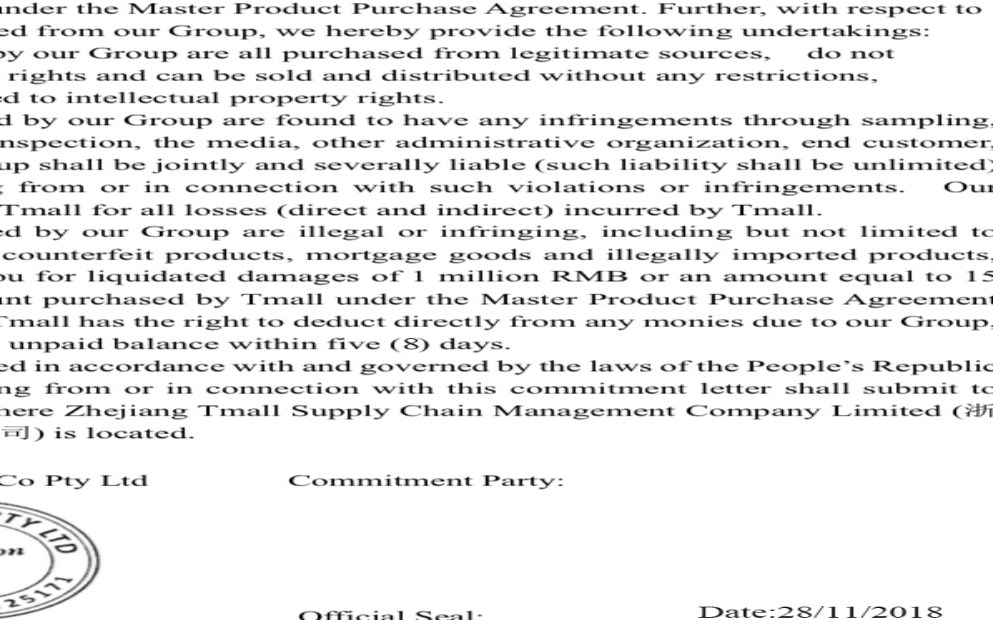 under the Master Product Purchase Agreement. Further, with respect to
ed from our Group, we hereby provide the following undertakings:
by our Group are all purchased from legitimate sources, do not
rights and can be sold and distributed without any restrictions,
ed to intellectual property rights.
d by our Group are found to have any infringements through sampling,
nspection, the media, other administrative organization, end customer,
up shall be jointly and severally liable (such liability shall be unlimited)
g from or in connection with such violations or infringements. Our
Tmall for all losses (direct and indirect) incurred by Tmall.
ed by our Group are illegal or infringing, including but not limited to
counterfeit products, mortgage goods and illegally imported products,
ou for liquidated damages of 1 million RMB or an amount equal to 15
unt purchased by Tmall under the Master Product Purchase Agreement
Tmall has the right to deduct directly from any monies due to our Group,
unpaid balance within five (8) days.
ed in accordance with and governed by the laws of the People’s Republic
ng from or in connection with this commitment letter shall submit to
here Zhejiang Tmall Supply Chain Management Company Limited (浙
司) is located.
Co Pty Ltd Commitment Party:
TY LTD
on
25171
Official Seal:
Date:28/11/2018